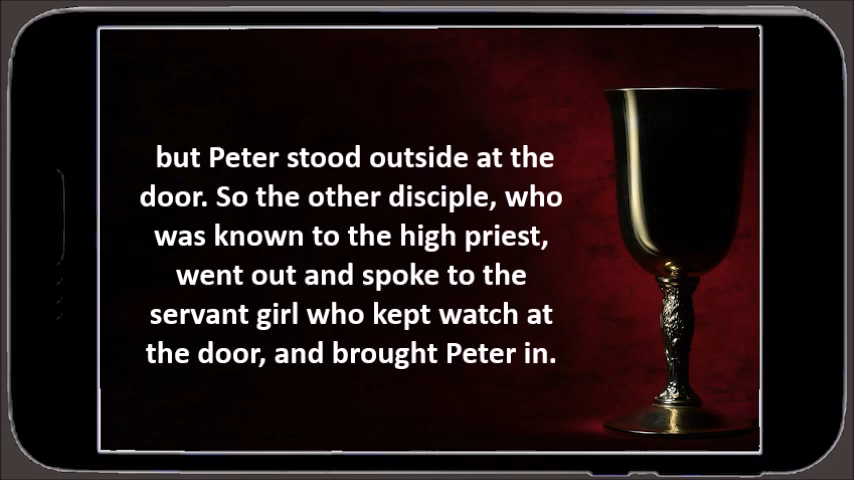 but Peter stood outside at the
door. So the other disciple, who
was known to the high priest,
went out and spoke to the
servant girl who kept watch at
the door, and brought Peter in.